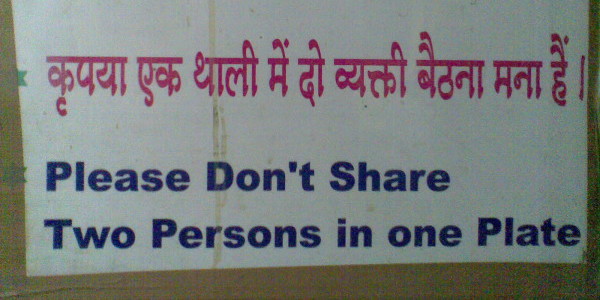 कृपया एक थाली में दो व्यक्ती बैठना मना हैं ।
Please Don't Share
Two Persons in one Plate